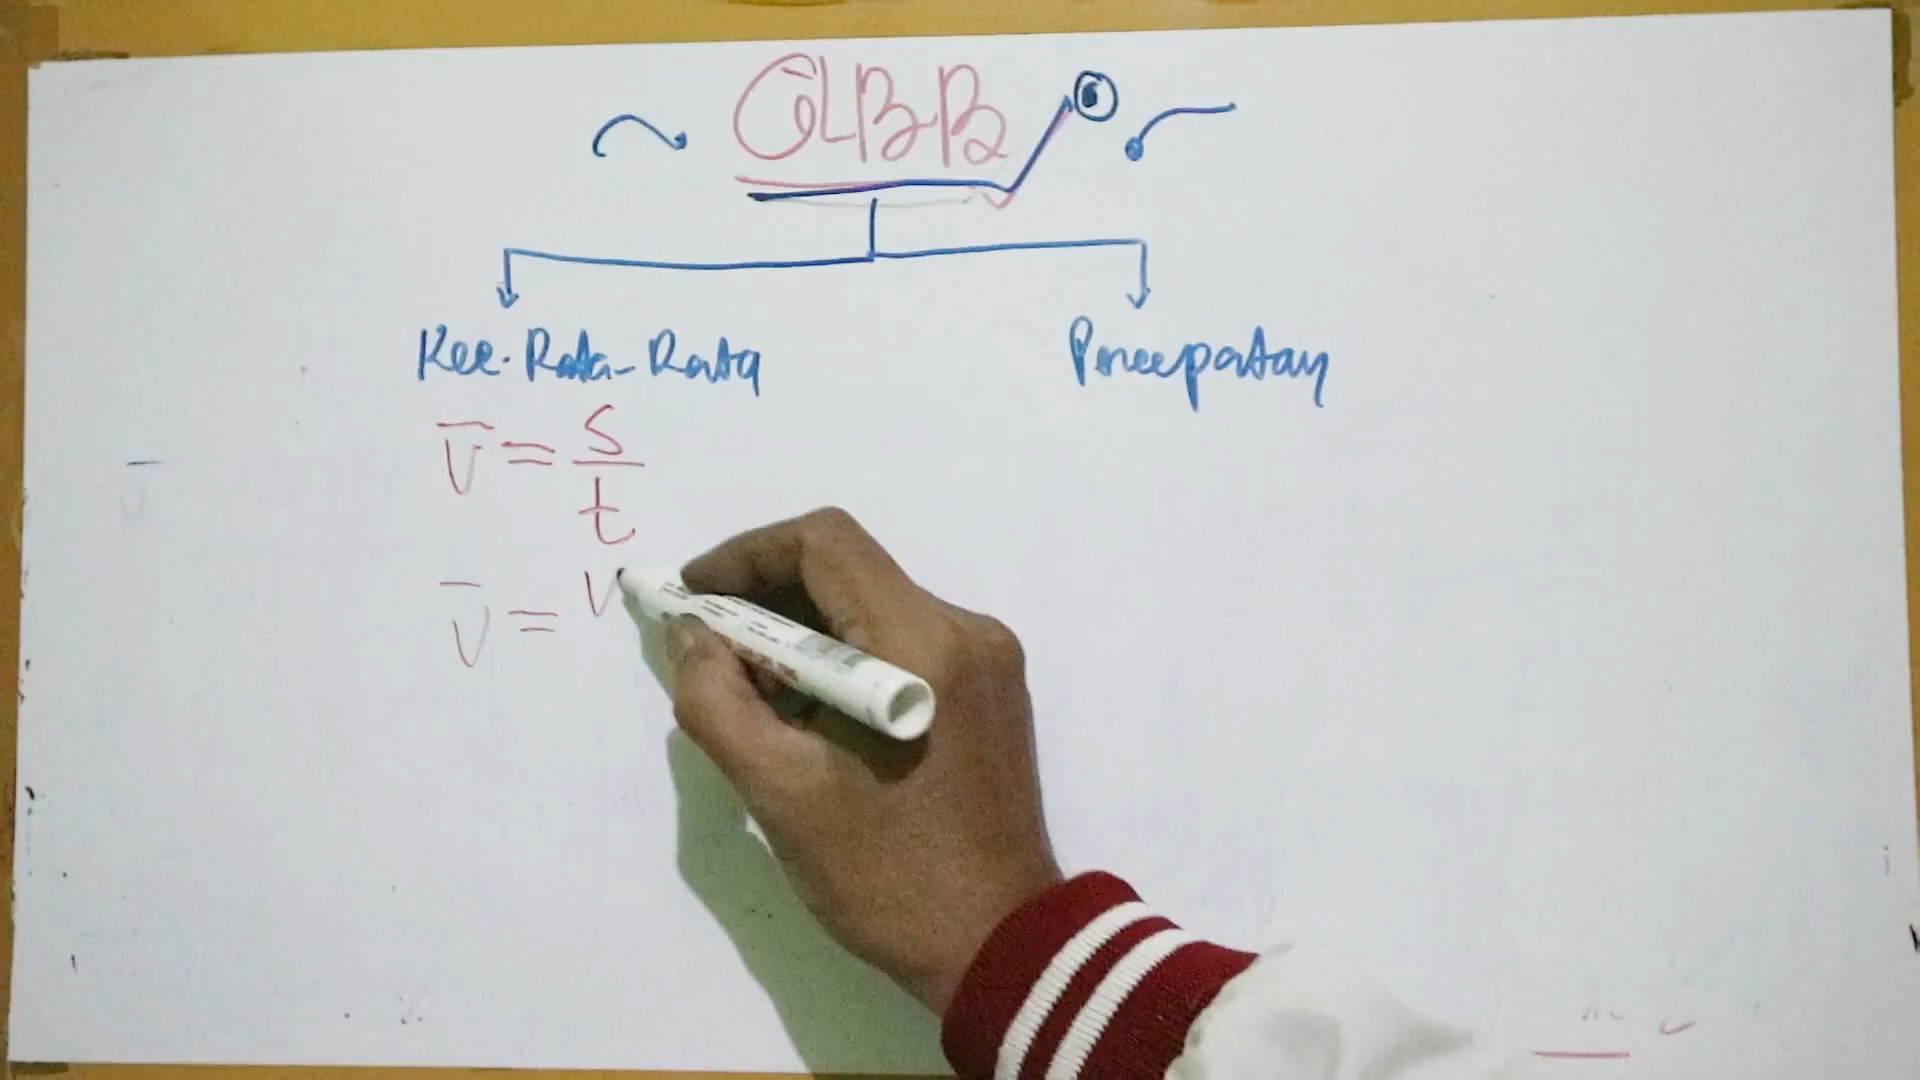 GLBB
Kec. Rata-Rata
Percepatan
v̅ = s/t
v̅ = v